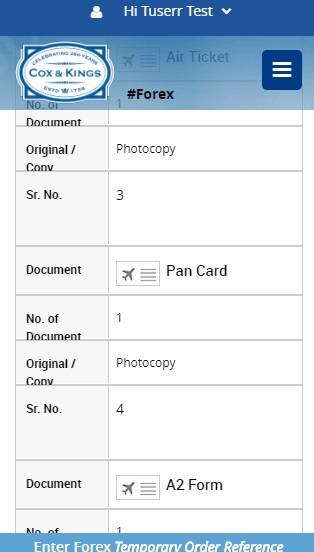 Hi Tuserr Test
CELEBRATING 260 YEARS
COX & KINGS
ESTD 1758
#Forex
Air Ticket
No. of
Document
1
Original /
Copy
Photocopy
Sr. No.
3
Document
Pan Card
No. of
Document
1
Original /
Copy
Photocopy
Sr. No.
4
Document
A2 Form
No. of
1
Enter Forex Temporary Order Reference